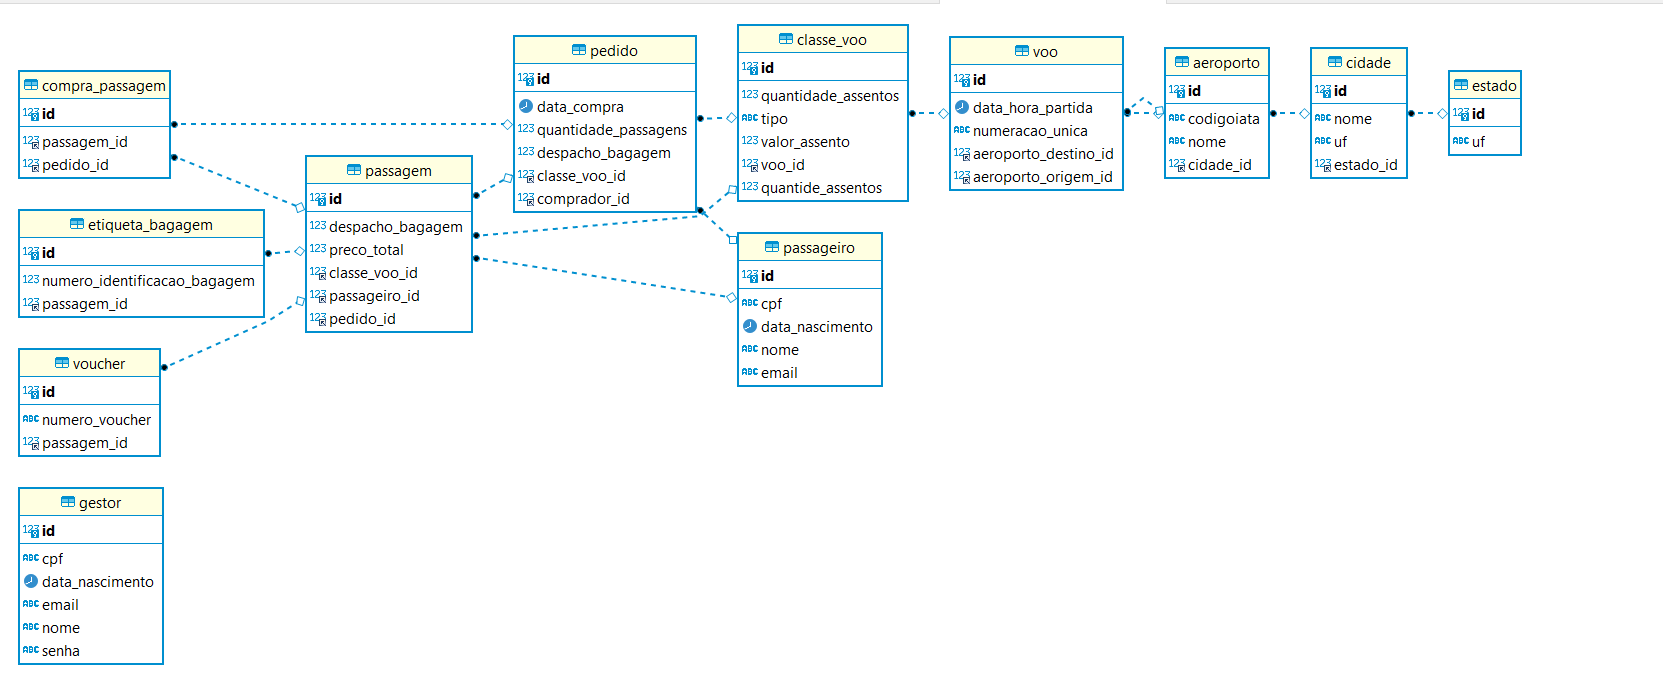 compra_passagem
id
passagem_id
pedido_id
etiqueta_bagagem
id
numero_identificacao_bagagem
passagem_id
voucher
id
numero_voucher
passagem_id
gestor
id
cpf
data_nascimento
email
nome
senha
passagem
id
despacho_bagagem
preco_total
classe_voo_id
passageiro_id
pedido_id
pedido
id
data_compra
quantidade_passagens
despacho_bagagem
classe_voo_id
comprador_id
classe_voo
id
quantidade_assentos
tipo
valor_assento
voo_id
quantide_assentos
passageiro
id
cpf
data_nascimento
nome
email
voo
id
data_hora_partida
numeracao_unica
aeroporto_destino_id
aeroporto_origem_id
aeroporto
id
codigoiata
nome
cidade_id
cidade
id
nome
uf
estado_id
estado
id
uf